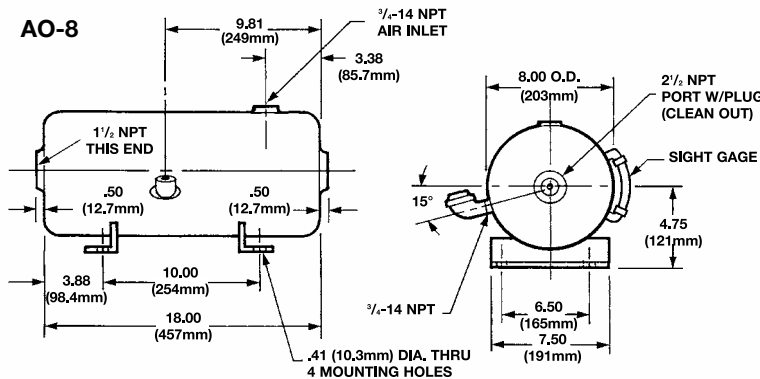 AO-8
9.81
(249mm)
3/4-14 NPT
AIR INLET
3.38
(85.7mm)
1 1/2 NPT
THIS END
.50
(12.7mm)
.50
(12.7mm)
3.88
(98.4mm)
10.00
(254mm)
18.00
(457mm)
.41 (10.3mm) DIA. THRU
4 MOUNTING HOLES
8.00 O.D.
(203mm)
2 1/2 NPT
PORT W/PLUG
(CLEAN OUT)
SIGHT GAGE
15°
4.75
(121mm)
3/4-14 NPT
6.50
(165mm)
7.50
(191mm)